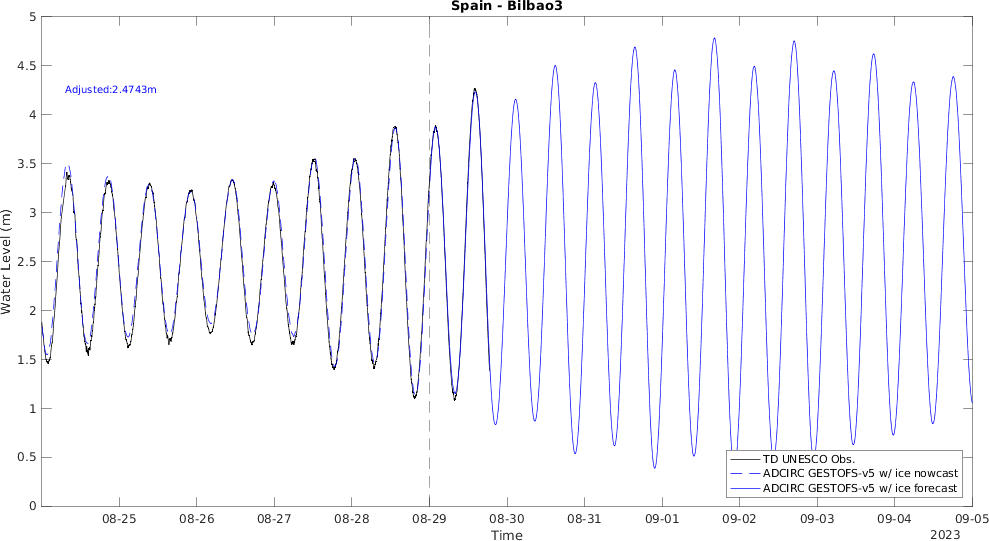 Spain - Bilbao3
5
4.5
4
3.5
3
2.5
2
1.5
1
0.5
0
Water Level (m)
Adjusted:2.4743m
TD UNESCO Obs.
ADCIRC GESTOFS-v5 w/ ice nowcast
ADCIRC GESTOFS-v5 w/ ice forecast
08-25 08-26 08-27 08-28 08-29 08-30 08-31 09-01 09-02 09-03 09-04 09-05
Time
2023